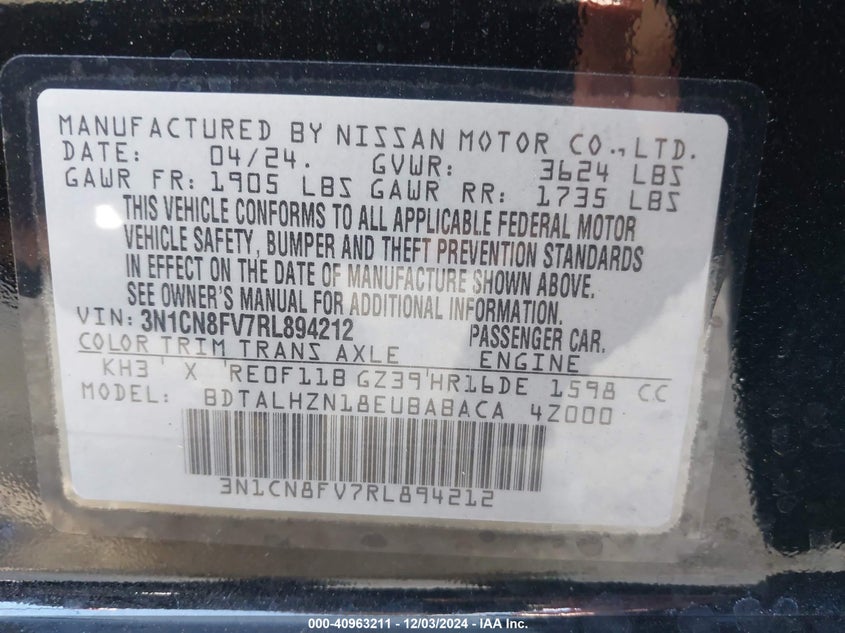 MANUFACTURED BY NISSAN MOTOR CO., LTD.
DATE: 04/24. GVWR: 3624 LBS
GAWR FR: 1905 LBS GAWR RR: 1735 LBS
THIS VEHICLE CONFORMS TO ALL APPLICABLE FEDERAL MOTOR
VEHICLE SAFETY, BUMPER AND THEFT PREVENTION STANDARDS
IN EFFECT ON THE DATE OF MANUFACTURE SHOWN ABOVE.
SEE OWNER'S MANUAL FOR ADDITIONAL INFORMATION.
VIN: 3N1CN8FV7RL894212 PASSENGER CAR.
COLOR TRIM TRANS AXLE ENGINE
KH3 X RE0F11B GZ39 HR16DE 1598 CC
MODEL: BDTALHZN18EUBABACA 4Z000
3N1CN8FV7RL894212
000-40963211 - 12/03/2024 - IAA Inc.